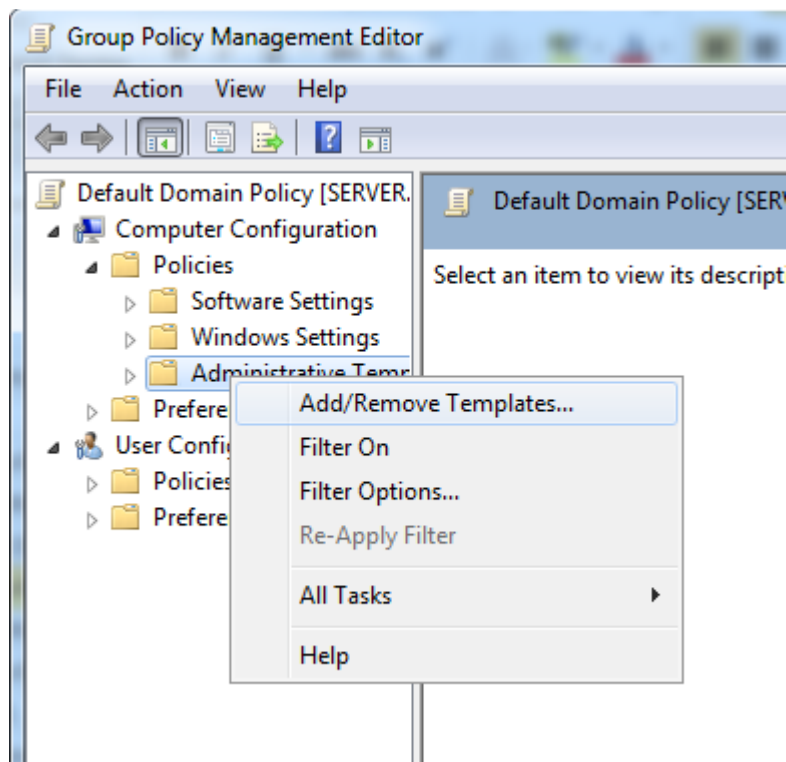 Group Policy Management Editor
File Action View Help
Default Domain Policy [SERVER.
Computer Configuration
Policies
Software Settings
Windows Settings
Administrative Temp
Prefere
User Config
Policies
Prefere
Add/Remove Templates...
Filter On
Filter Options...
Re-Apply Filter
All Tasks
Help
Default Domain Policy [SERV
Select an item to view its descripti